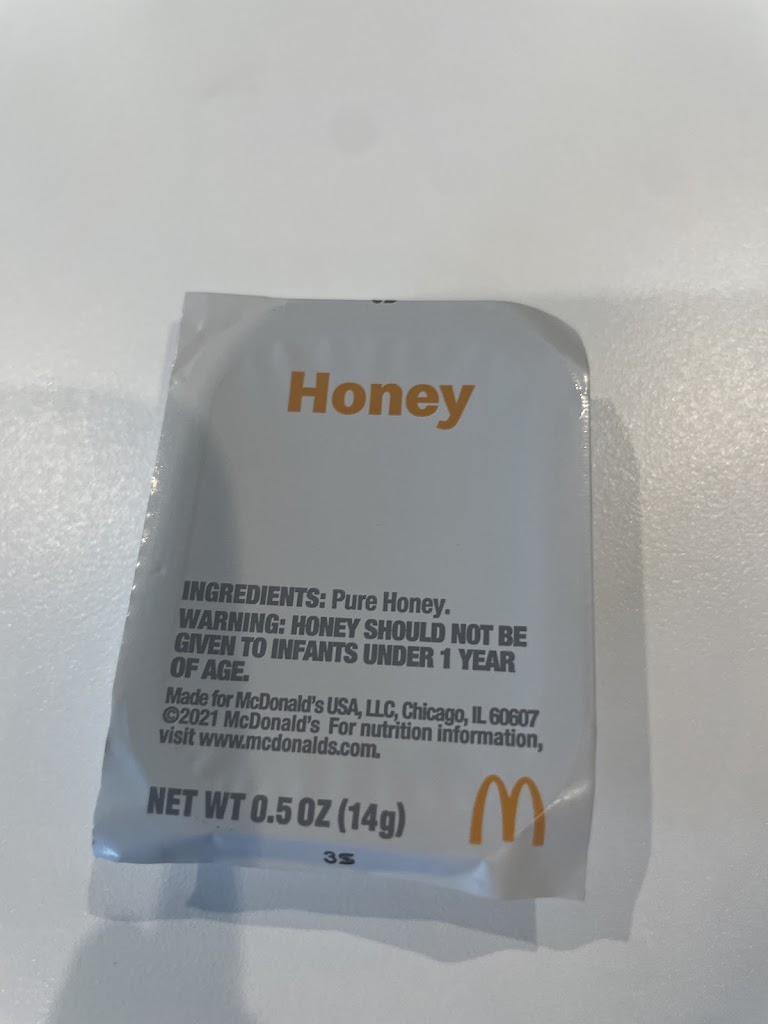 Honey
INGREDIENTS: Pure Honey.
WARNING: HONEY SHOULD NOT BE
GIVEN TO INFANTS UNDER 1 YEAR
OF AGE.
Made for McDonald's USA, LLC, Chicago, IL 60607
©2021 McDonald's For nutrition information,
visit www.mcdonalds.com.
NET WT 0.5 OZ (14g)
3S